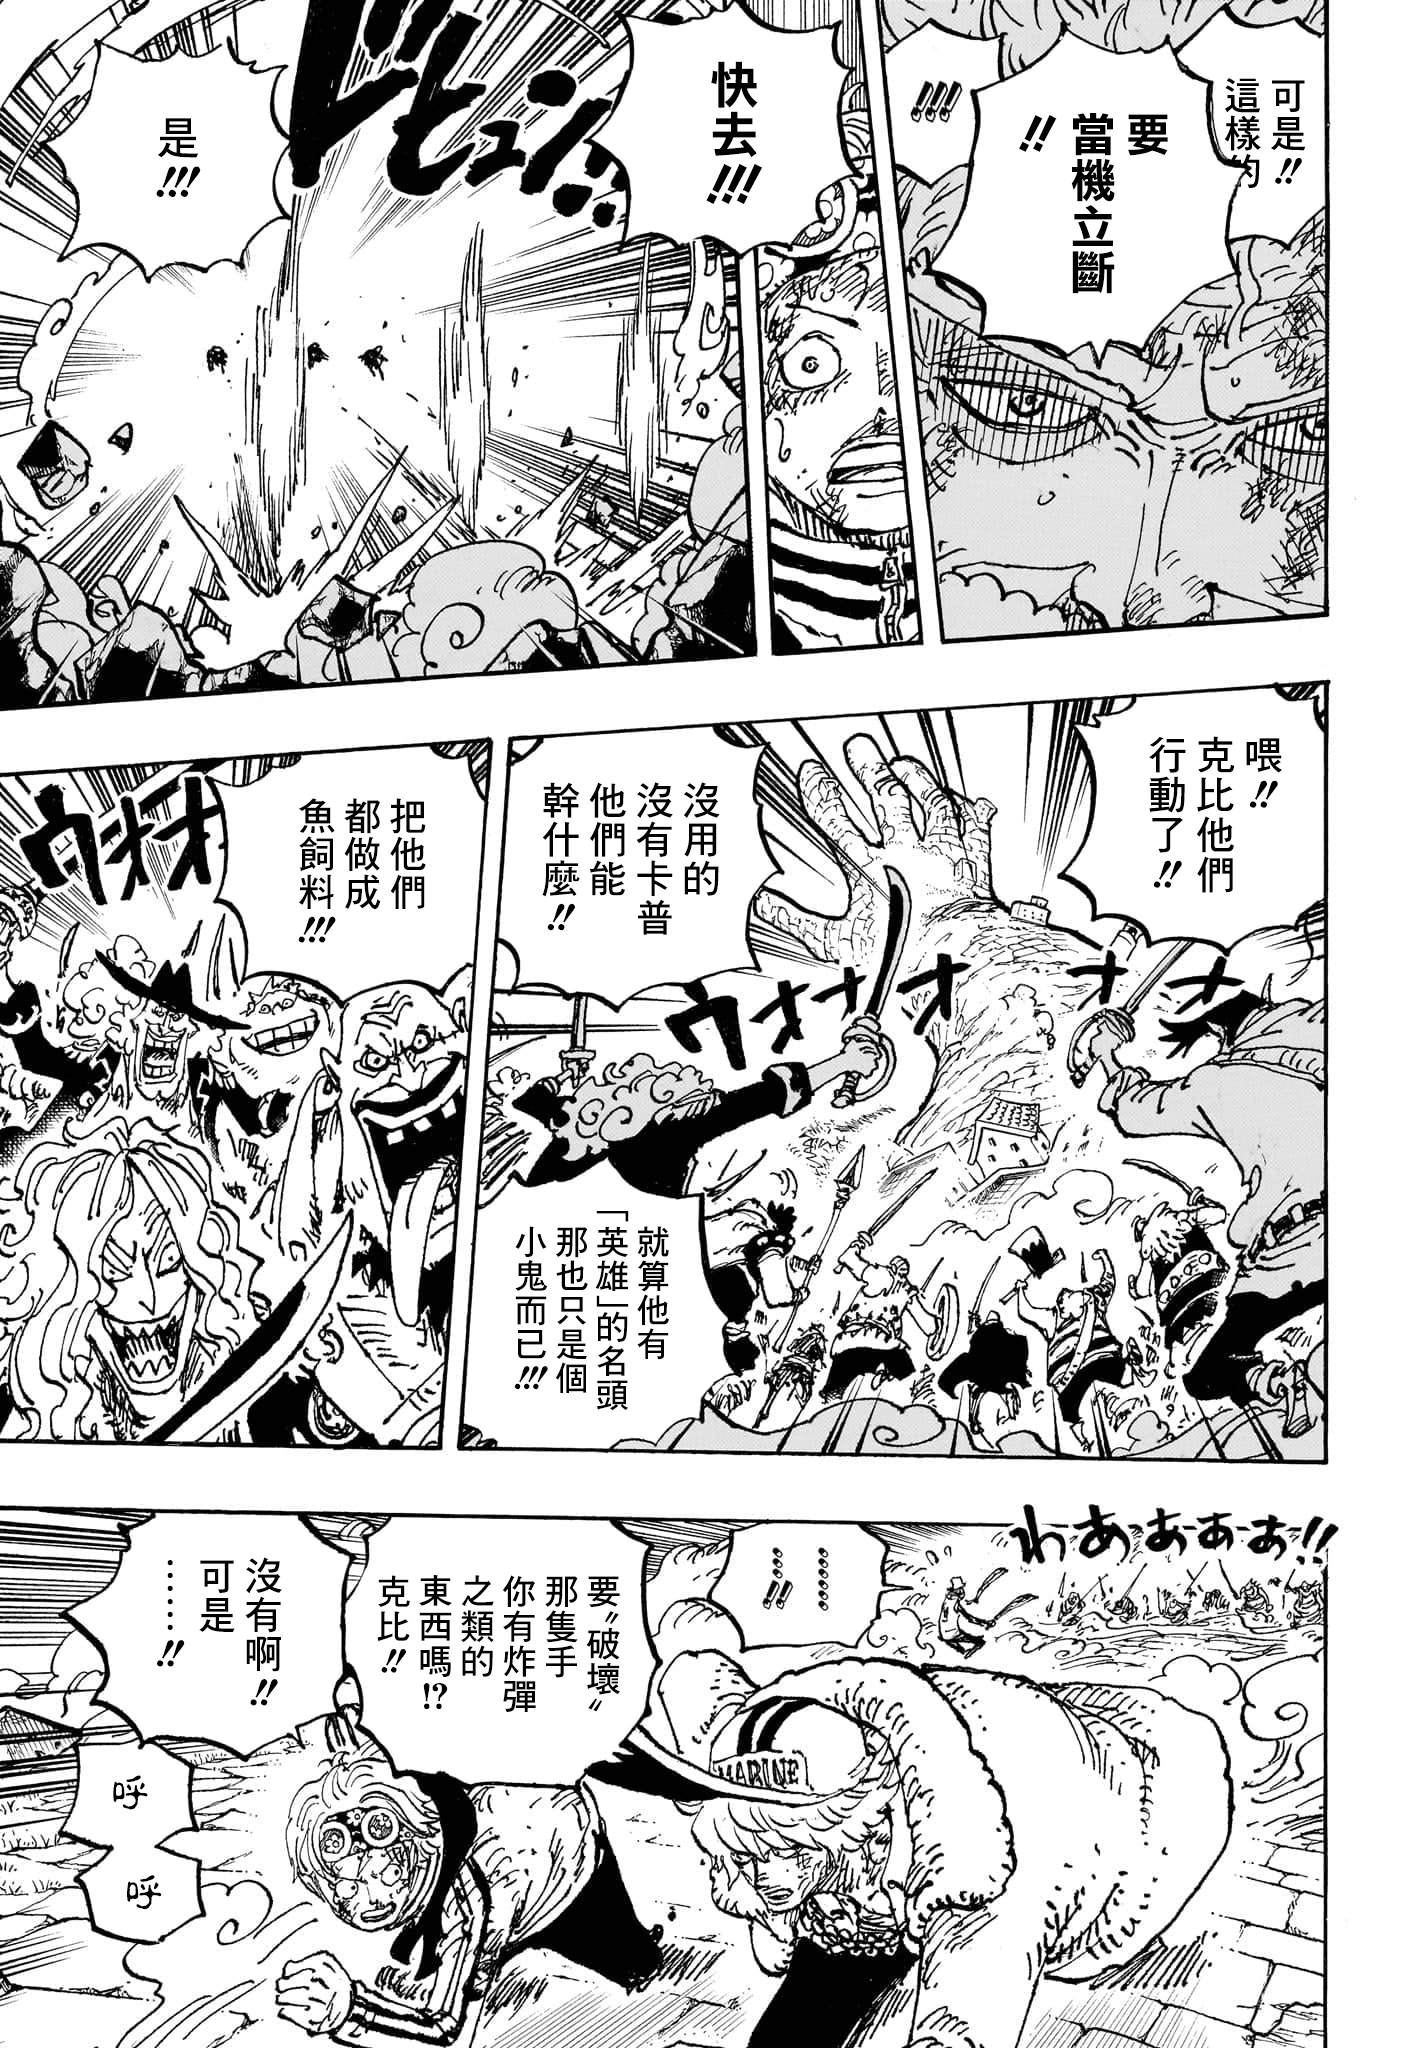 可是!!
這樣的
要
當機立斷
!!
!!!
快去!!!
ドドヒュン!!
是!!!
喂!!
克比他們
行動了!!
沒用的
沒有卡普
他們能
幹什麼!!
ウオオオオオ
就算他有
「英雄」的名頭
那也只是個
小鬼而已!!!
把他們
都做成
魚飼料!!!
ウオオオ
わあぁあぁ!!
……
…!!
要〝破壞〟
那隻手
你有炸彈
之類的
東西嗎!?
克比!!
MARINE
沒有啊!!
可是
……!!
呼
呼